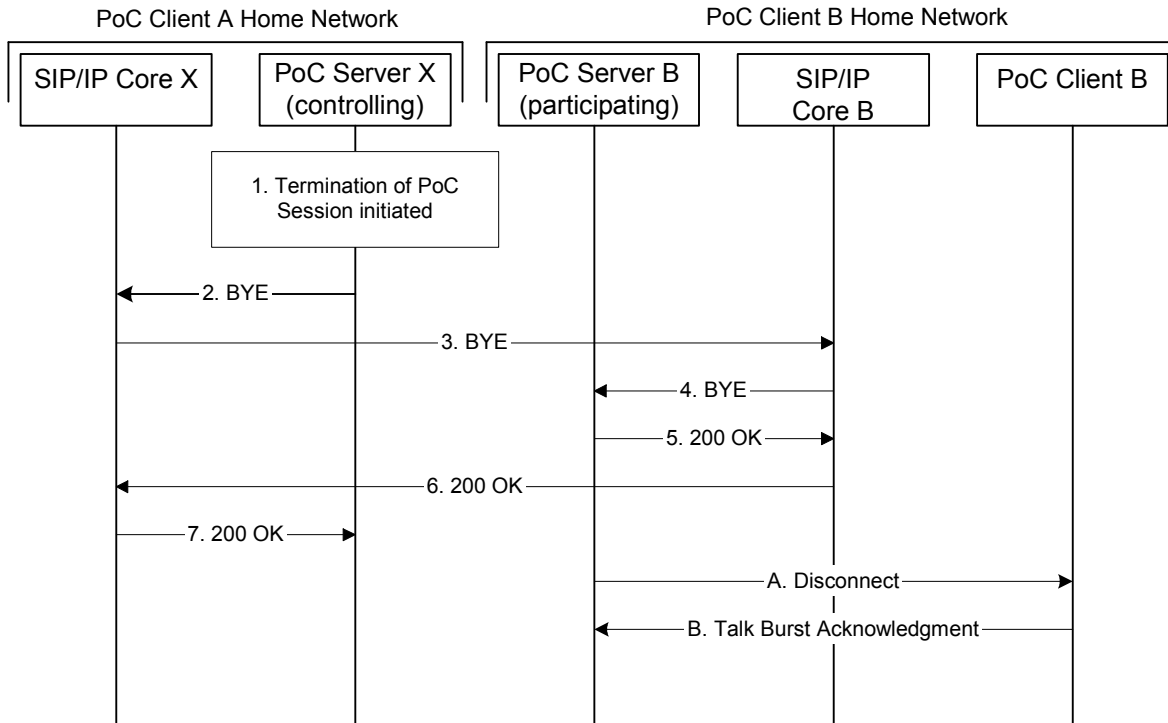 PoC Client A Home Network
PoC Client B Home Network
SIP/IP Core X
PoC Server X
(controlling)
PoC Server B
(participating)
SIP/IP
Core B
PoC Client B
1. Termination of PoC
Session initiated
2. BYE
3. BYE
4. BYE
5. 200 OK
6. 200 OK
7. 200 OK
A. Disconnect
B. Talk Burst Acknowledgment